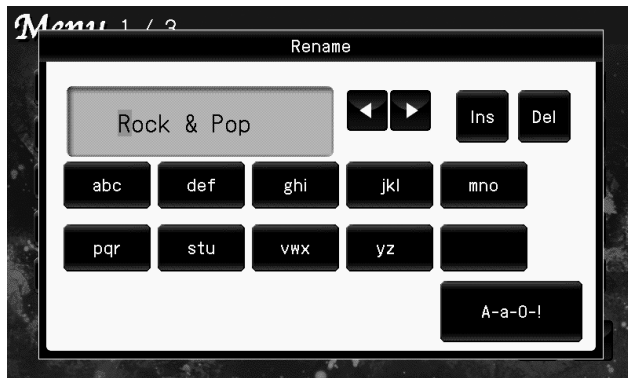 Menu 1 / 3
Rename
Rock & Pop
Ins Del
abc def ghi jkl mno
pqr stu vwx yz
A-a-0-!